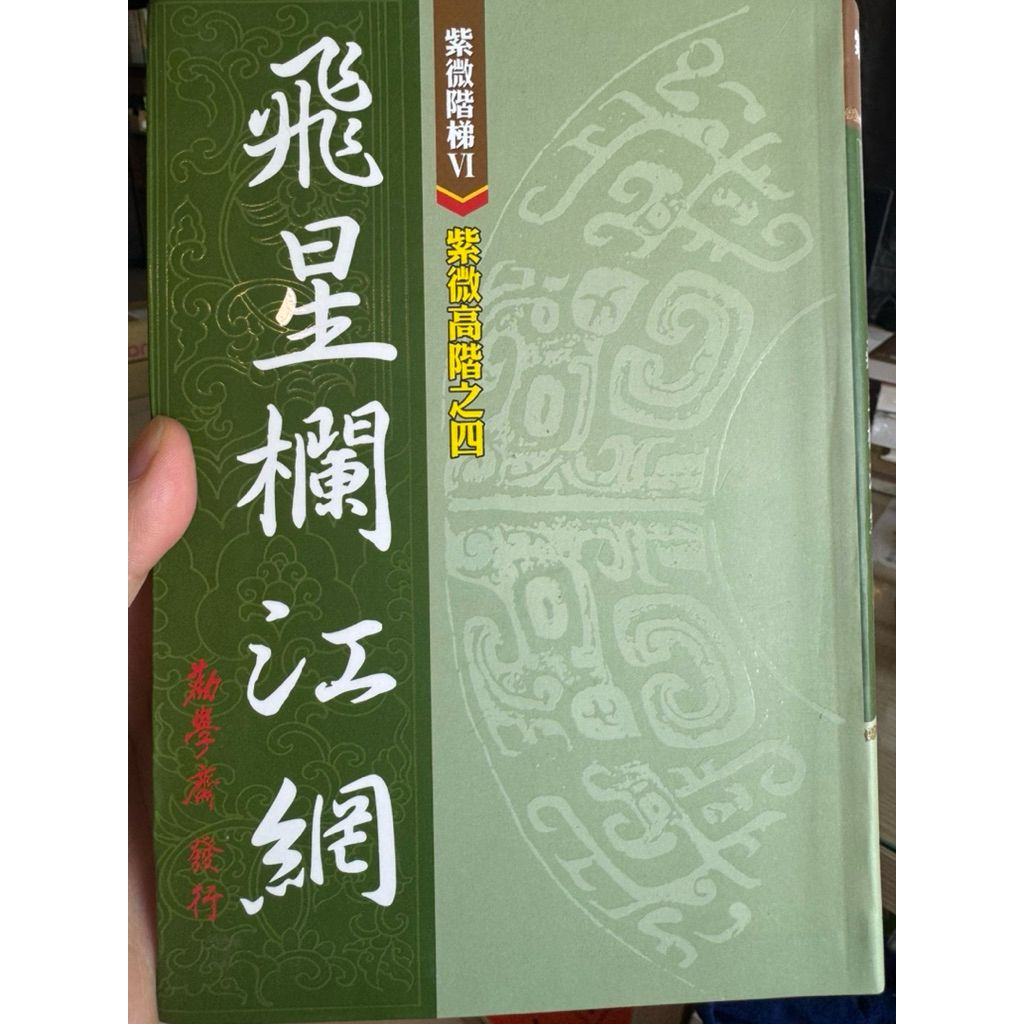 紫微階梯VI
紫微高階之四
飛星欄江網
勸學齋 發行